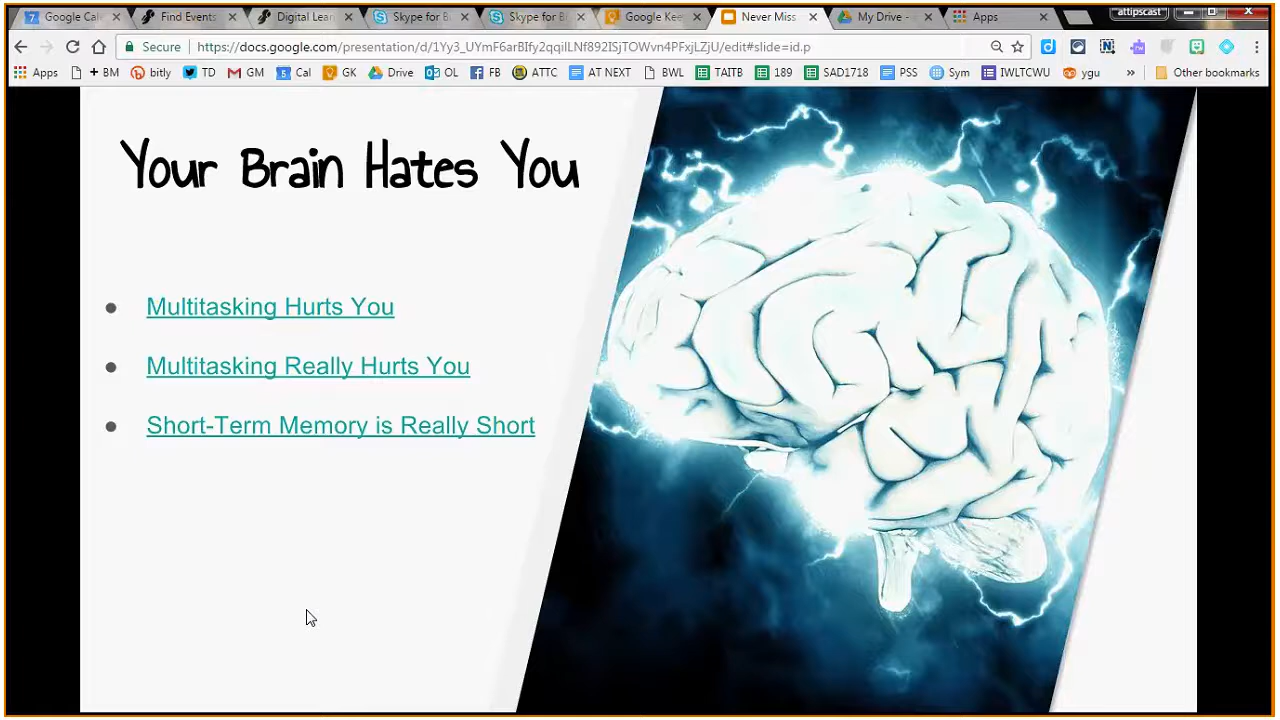 Google Cal
Find Events
Digital Lear
Skype for B
Skype for Bi
Google Kee
Never Miss
My Drive -
Apps
attipscast
Secure
https://docs.google.com/presentation/d/1Yy3_UYmF6arBIfy2qqiILNf892ISjTOWvn4PFxjLZjU/edit#slide=id.p
Apps + BM bitly TD GM Cal GK Drive OL FB ATTC AT NEXT BWL TAITB 189 SAD1718 PSS Sym IWLTCWU ygu » Other bookmarks
Your Brain Hates You
● Multitasking Hurts You
● Multitasking Really Hurts You
● Short-Term Memory is Really Short